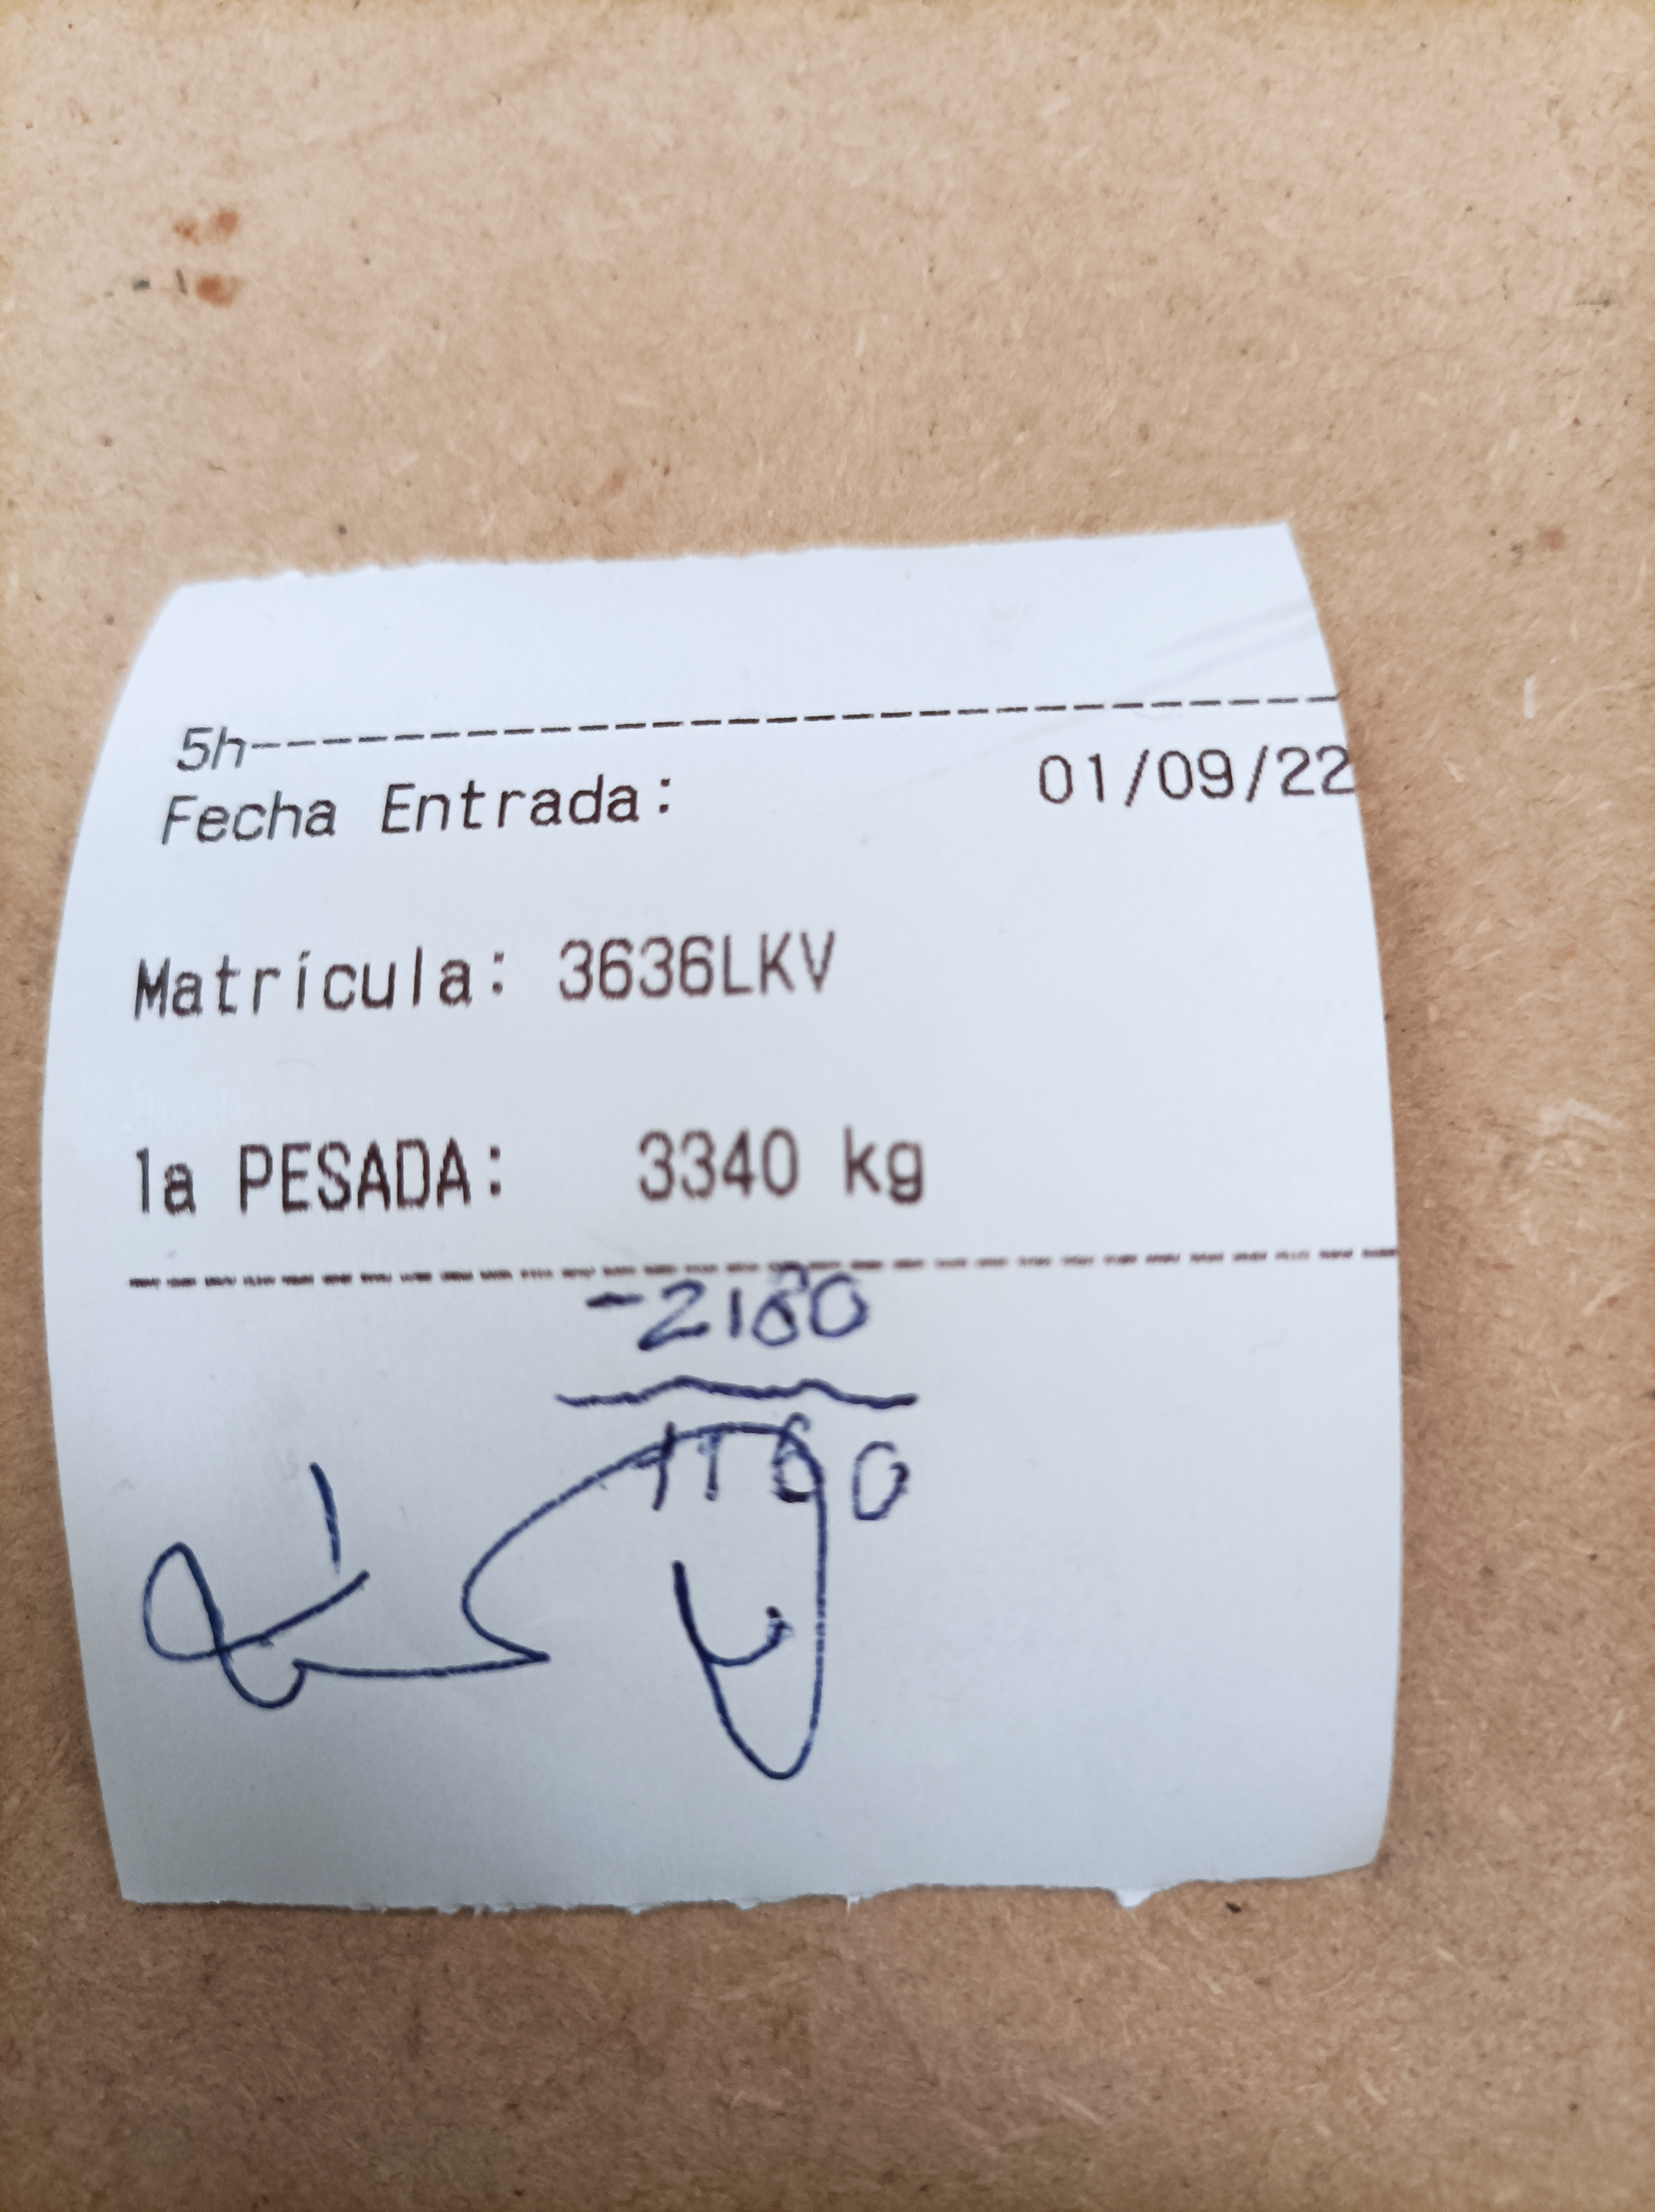 5h--------------------------------
Fecha Entrada: 01/09/22
Matrícula: 3636LKV
1a PESADA: 3340 kg
-2180
1160